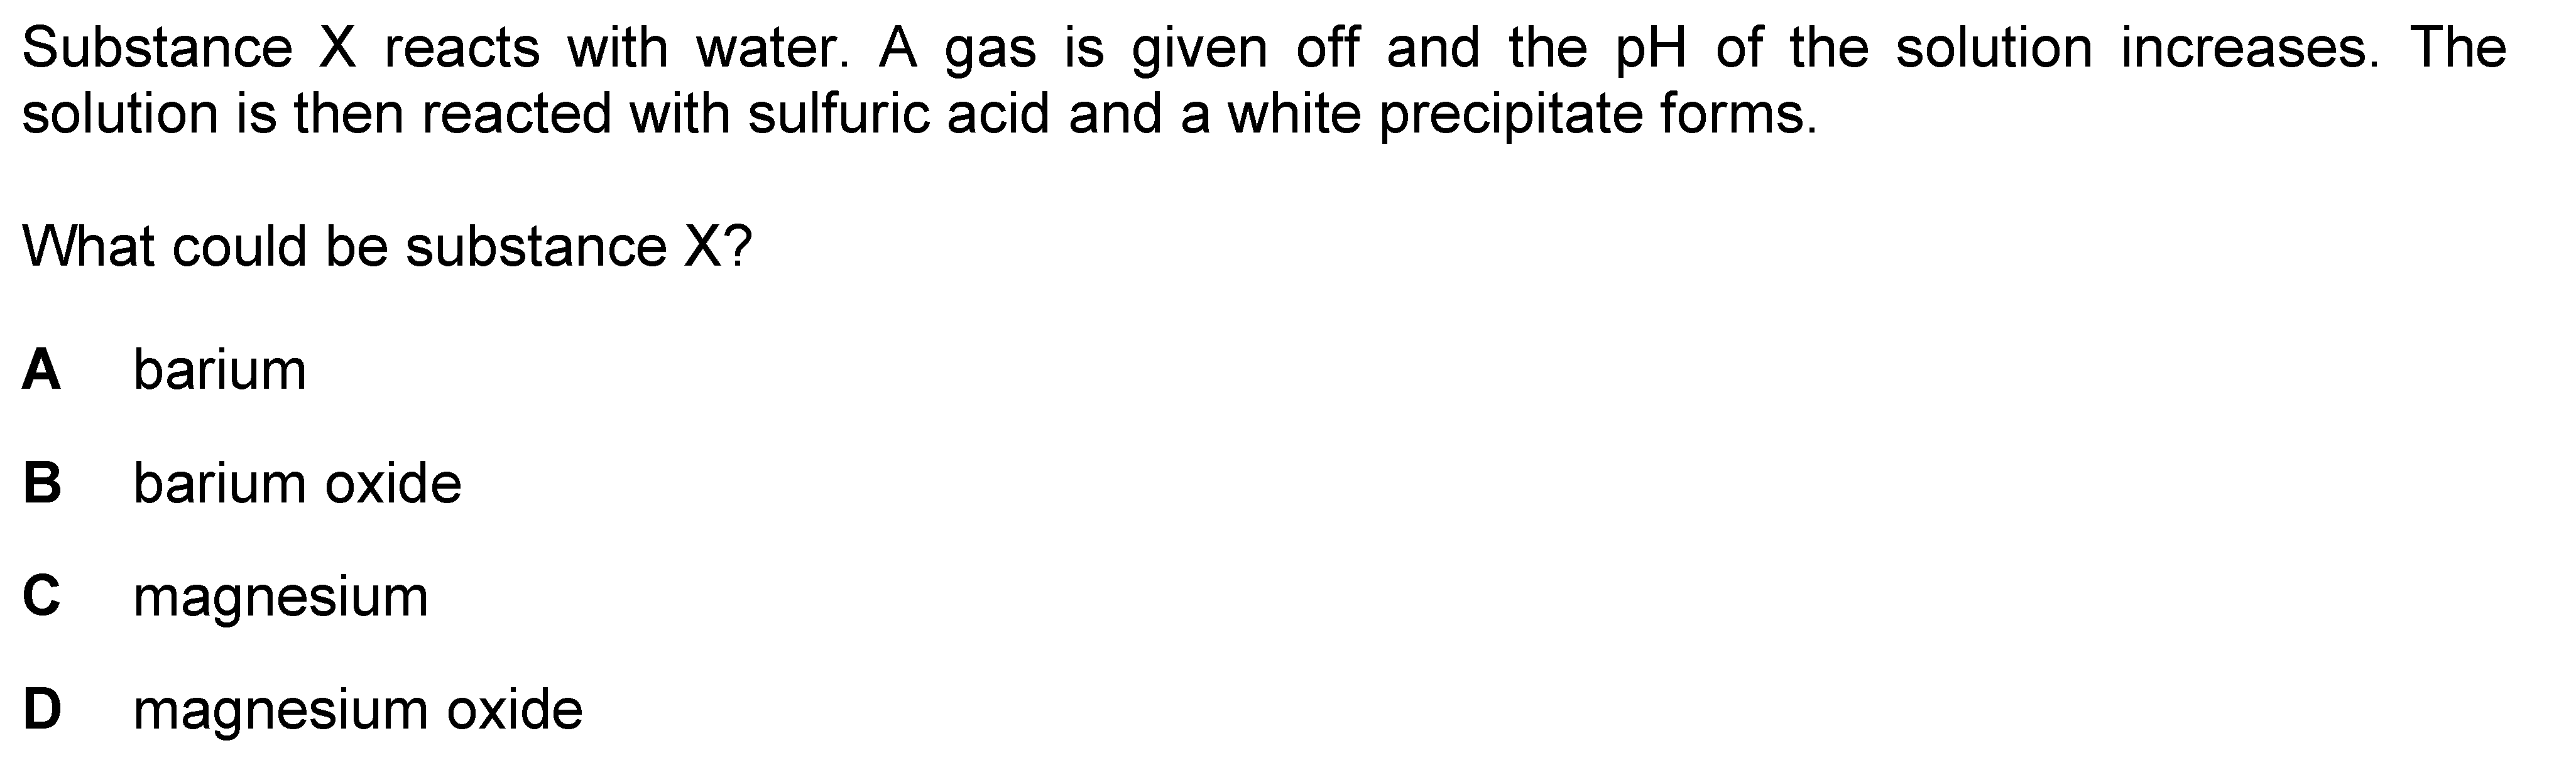 Substance X reacts with water. A gas is given off and the pH of the solution increases. The
solution is then reacted with sulfuric acid and a white precipitate forms.
What could be substance X?
A barium
B barium oxide
C magnesium
D magnesium oxide